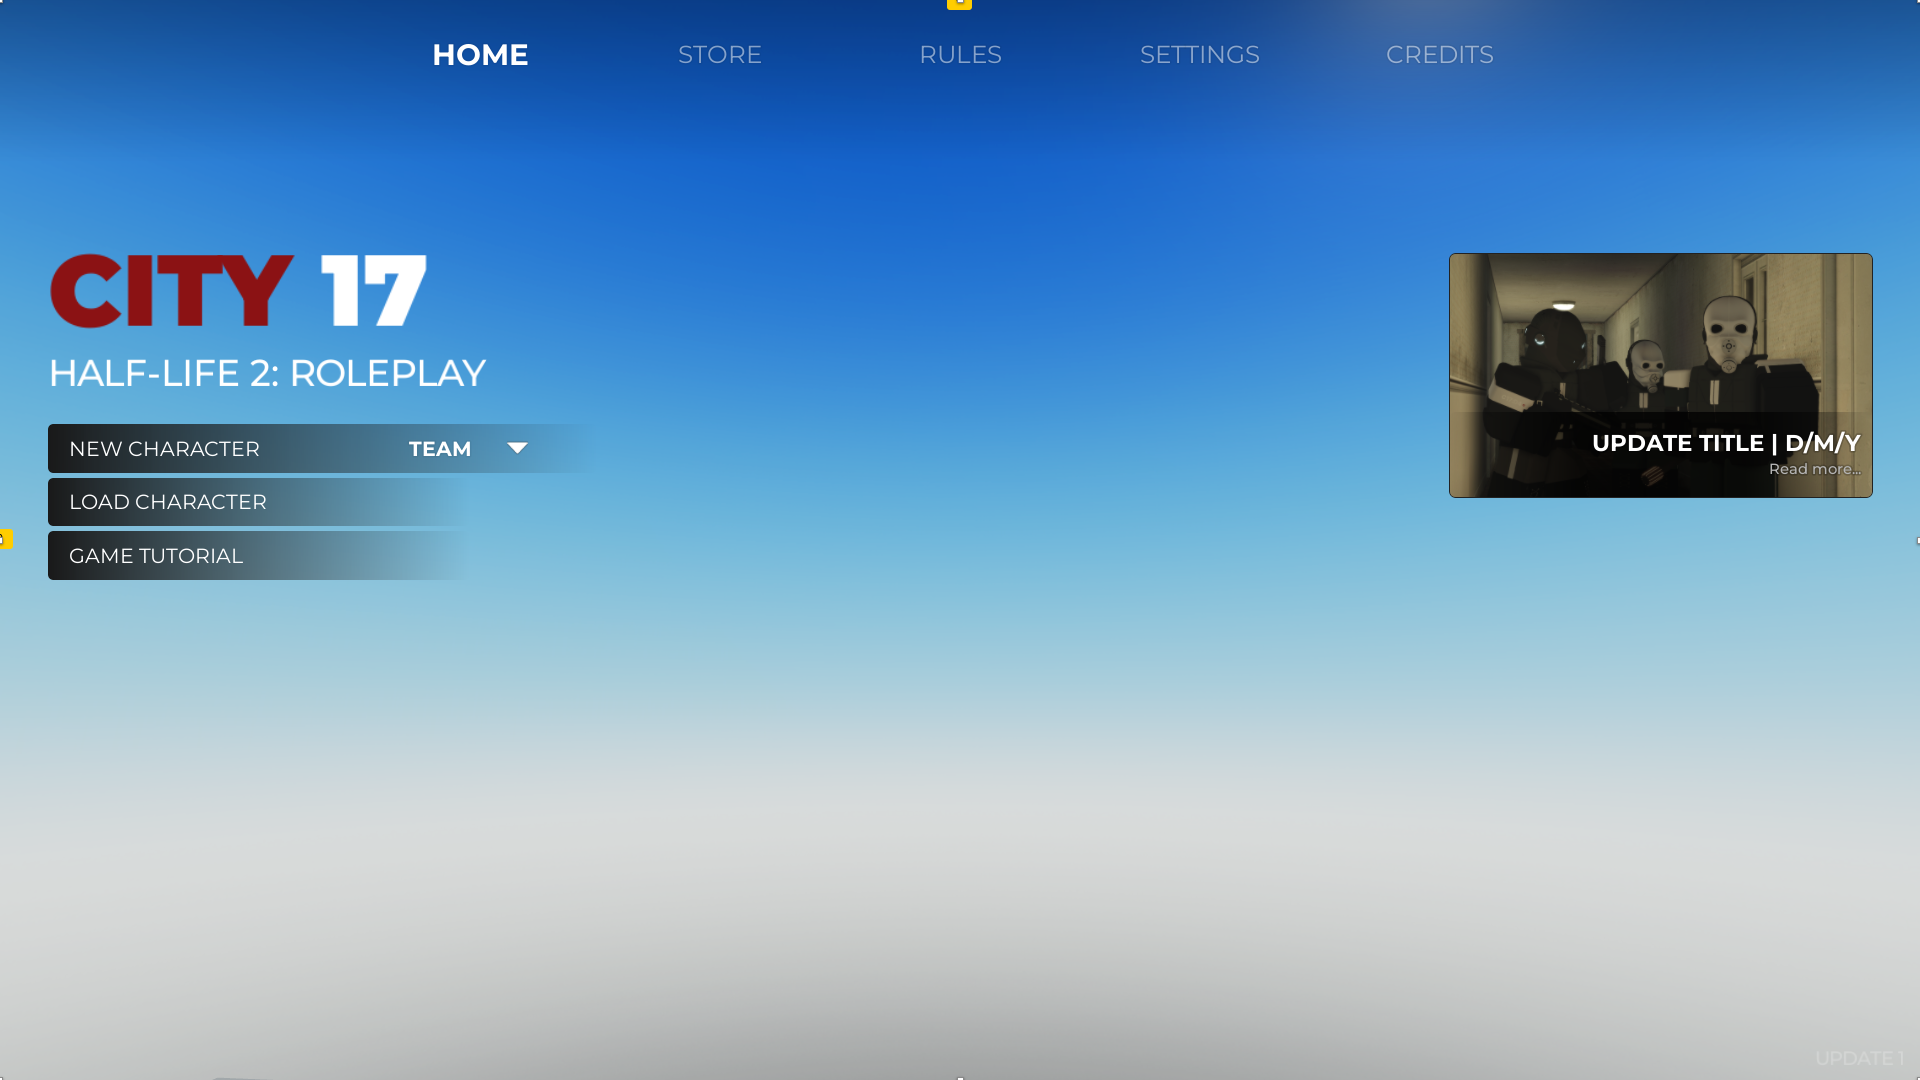 HOME STORE RULES SETTINGS CREDITS
CITY 17
HALF-LIFE 2: ROLEPLAY
NEW CHARACTER TEAM
LOAD CHARACTER
GAME TUTORIAL
UPDATE TITLE | D/M/Y
Read more...
UPDATE 1